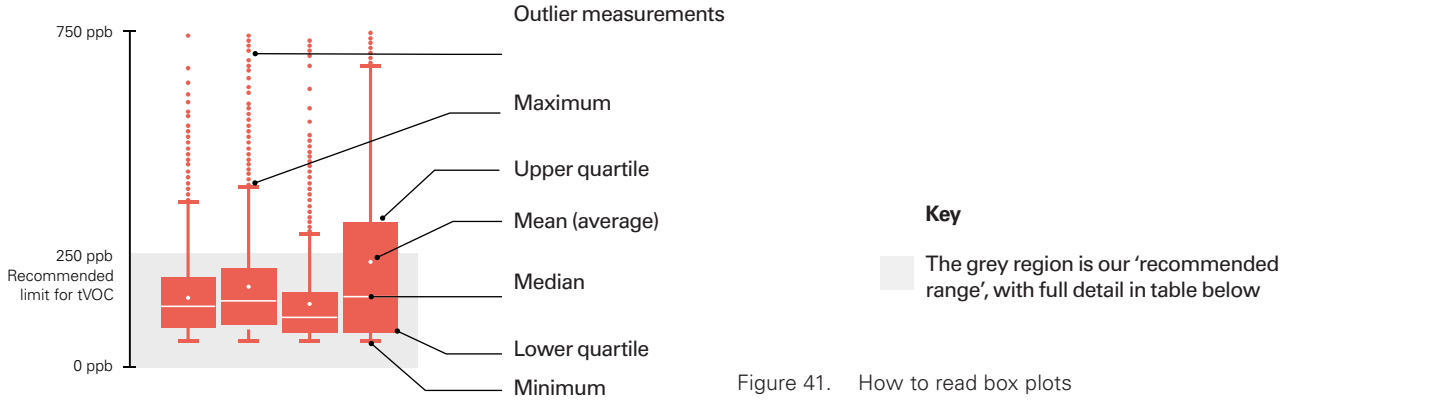 Outlier measurements
750 ppb
Maximum
Upper quartile
Mean (average)
250 ppb
Recommended
limit for tVOC
Median
Lower quartile
0 ppb
Minimum
Key
The grey region is our ‘recommended
range’, with full detail in table below
Figure 41. How to read box plots